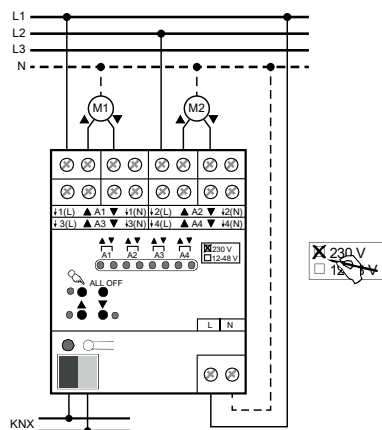 L1
L2
L3
N
M1 M2
↓1(L) ▲ A1 ▼ ↓1(N) ↓2(L) ▲ A2 ▼ ↓2(N)
↓3(L) ▲ A3 ▼ ↓3(N) ↓4(L) ▲ A4 ▼ ↓4(N)
A1 A2 A3 A4
230 V
12-48 V
230 V
ALL OFF
L N
KNX